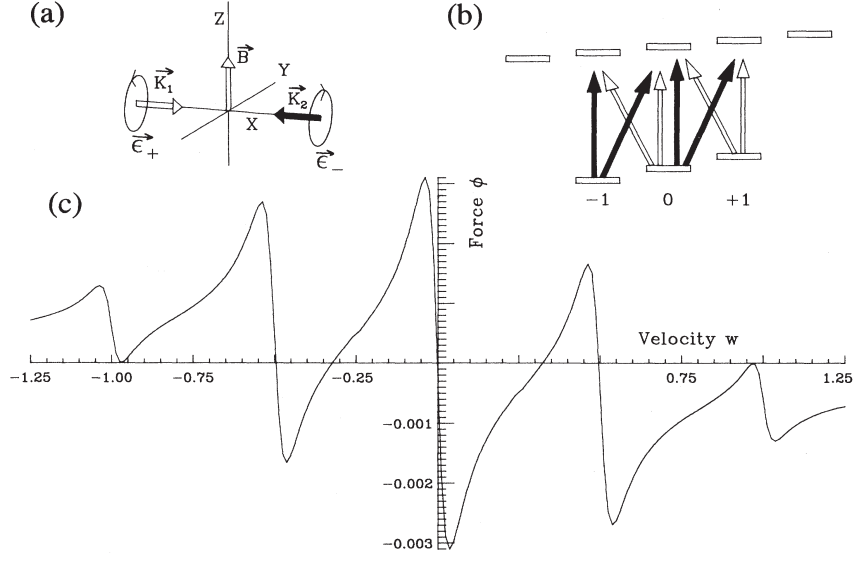 (a)
Z
B
Y
K₁
K₂
X
ϵ₊
ϵ₋
(b)
−1 0 +1
(c)
Force ϕ
Velocity w
−1.25 −1.00 −0.75 −0.25 0.75 1.25
−0.001
−0.002
−0.003